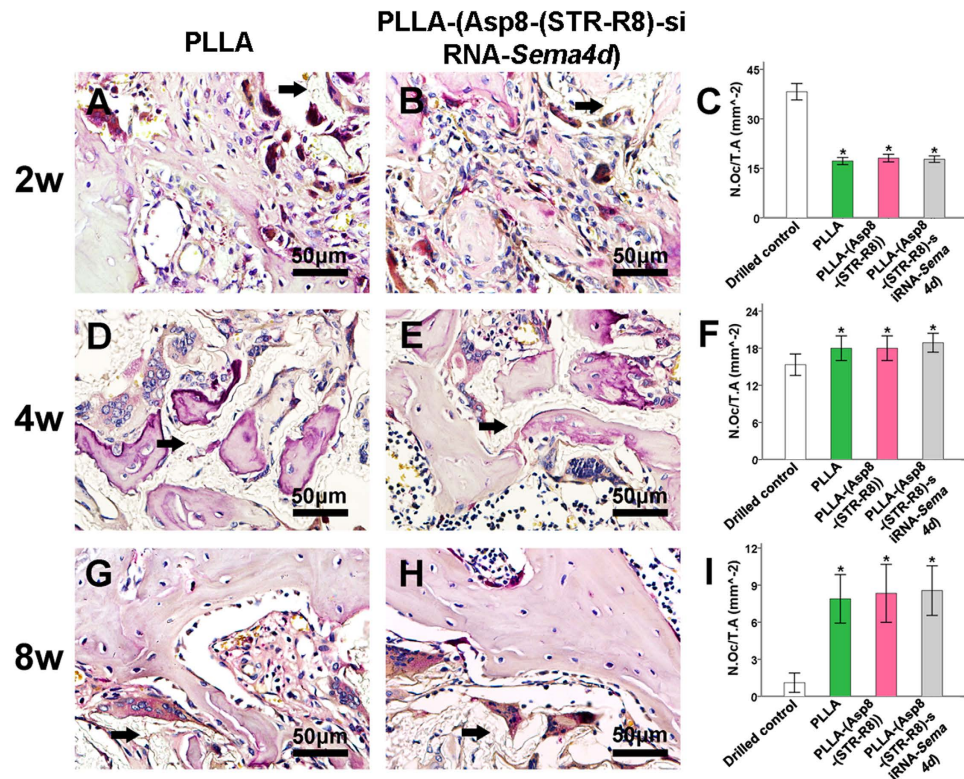 PLLA
PLLA-(Asp8-(STR-R8)-si
RNA-Sema4d)
2w
A
50μm
B
50μm
C
N.Oc/T.A (mm^-2)
45
30
15
0
*
*
*
Drilled control
PLLA
PLLA-(Asp8
-(STR-R8))
PLLA-(Asp8
-(STR-R8)-s
iRNA-Sema
4d)
4w
D
50μm
E
50μm
F
N.Oc/T.A (mm^-2)
24
18
12
6
0
*
*
*
Drilled control
PLLA
PLLA-(Asp8
-(STR-R8))
PLLA-(Asp8
-(STR-R8)-s
iRNA-Sema
4d)
8w
G
50μm
H
50μm
I
N.Oc/T.A (mm^-2)
12
9
6
3
0
*
*
*
Drilled control
PLLA
PLLA-(Asp8
-(STR-R8))
PLLA-(Asp8
-(STR-R8)-s
iRNA-Sema
4d)